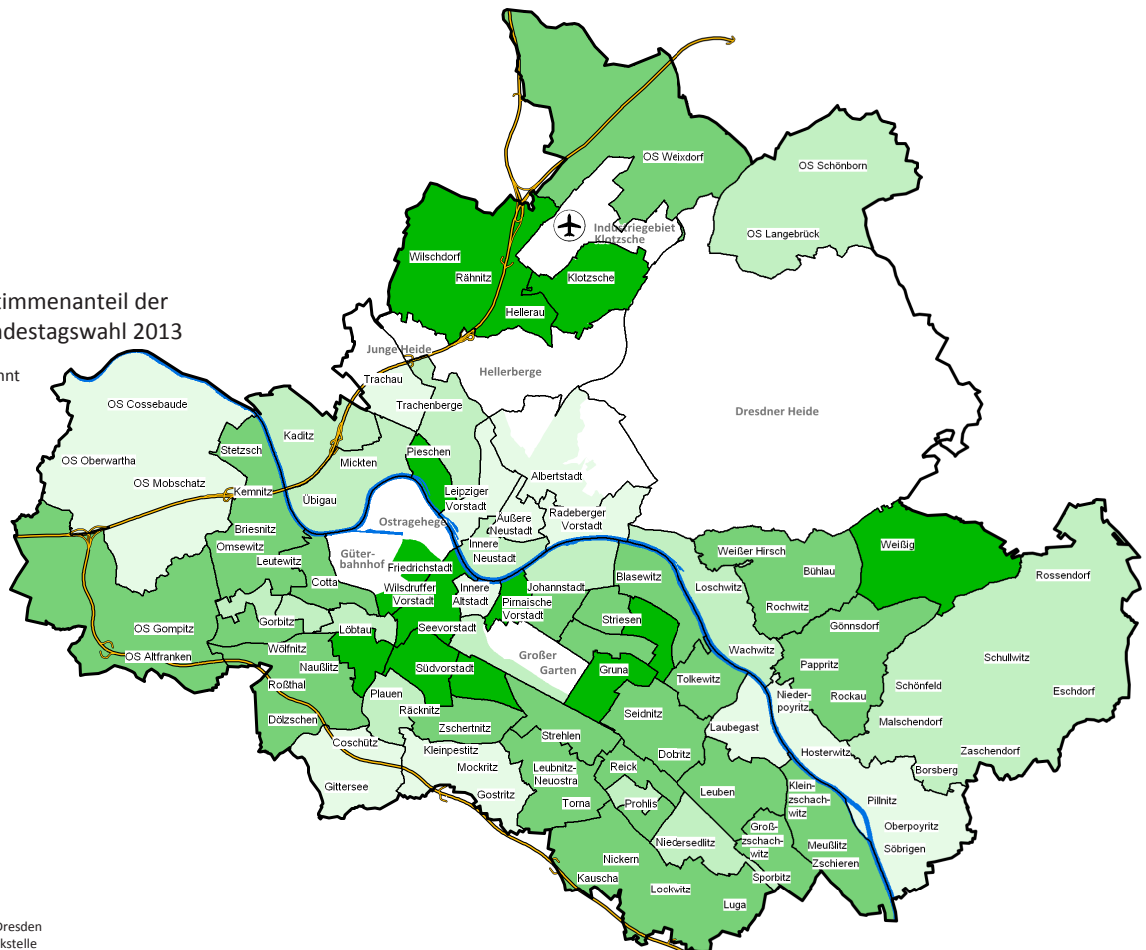 OS Weixdorf
OS Schönborn
OS Langebrück
Industriegebiet
Klotzsche
Wilschdorf
Rähnitz
Klotzsche
Hellerau
timmenanteil der
ndestagswahl 2013
Junge Heide
Hellerberge
Trachau
Trachenberge
Dresdner Heide
OS Cossebaude
Kaditz
Stetzsch
Mickten
Pieschen
OS Oberwartha
OS Mobschatz
Kemnitz
Übigau
Leipziger
Vorstadt
Albertstadt
Äußere
Neustadt
Radeberger
Vorstadt
Ostragehege
Briesnitz
Omsewitz
Leutewitz
Güter-
bahnhof
Friedrichstadt
Innere
Neustadt
Weißer Hirsch
Bühlau
Weißig
Rossendorf
Cotta
Wilsdruffer
Vorstadt
Innere
Altstadt
Johannstadt
Pirnaische
Vorstadt
Blasewitz
Loschwitz
Rochwitz
OS Gompitz
Gorbitz
Löbtau
Seevorstadt
Striesen
Gönnsdorf
OS Altfranken
Wölfnitz
Naußlitz
Roßthal
Dölzschen
Südvorstadt
Großer
Garten
Gruna
Tolkewitz
Wachwitz
Pappritz
Rockau
Schullwitz
Schönfeld
Eschdorf
Plauen
Räcknitz
Zschertnitz
Seidnitz
Nieder-
poyritz
Malschendorf
Laubegast
Coschütz
Kleinpestitz
Mockritz
Strehlen
Dobritz
Hosterwitz
Zaschendorf
Borsberg
Gittersee
Gostritz
Leubnitz-
Neuostra
Torna
Reick
Prohlis
Leuben
Klein-
zschach-
witz
Pillnitz
Oberpoyritz
Söbrigen
Niedersedlitz
Groß-
zschach-
witz
Meußlitz
Zschieren
Sporbitz
Nickern
Kauscha
Lockwitz
Luga
Dresden
kstelle